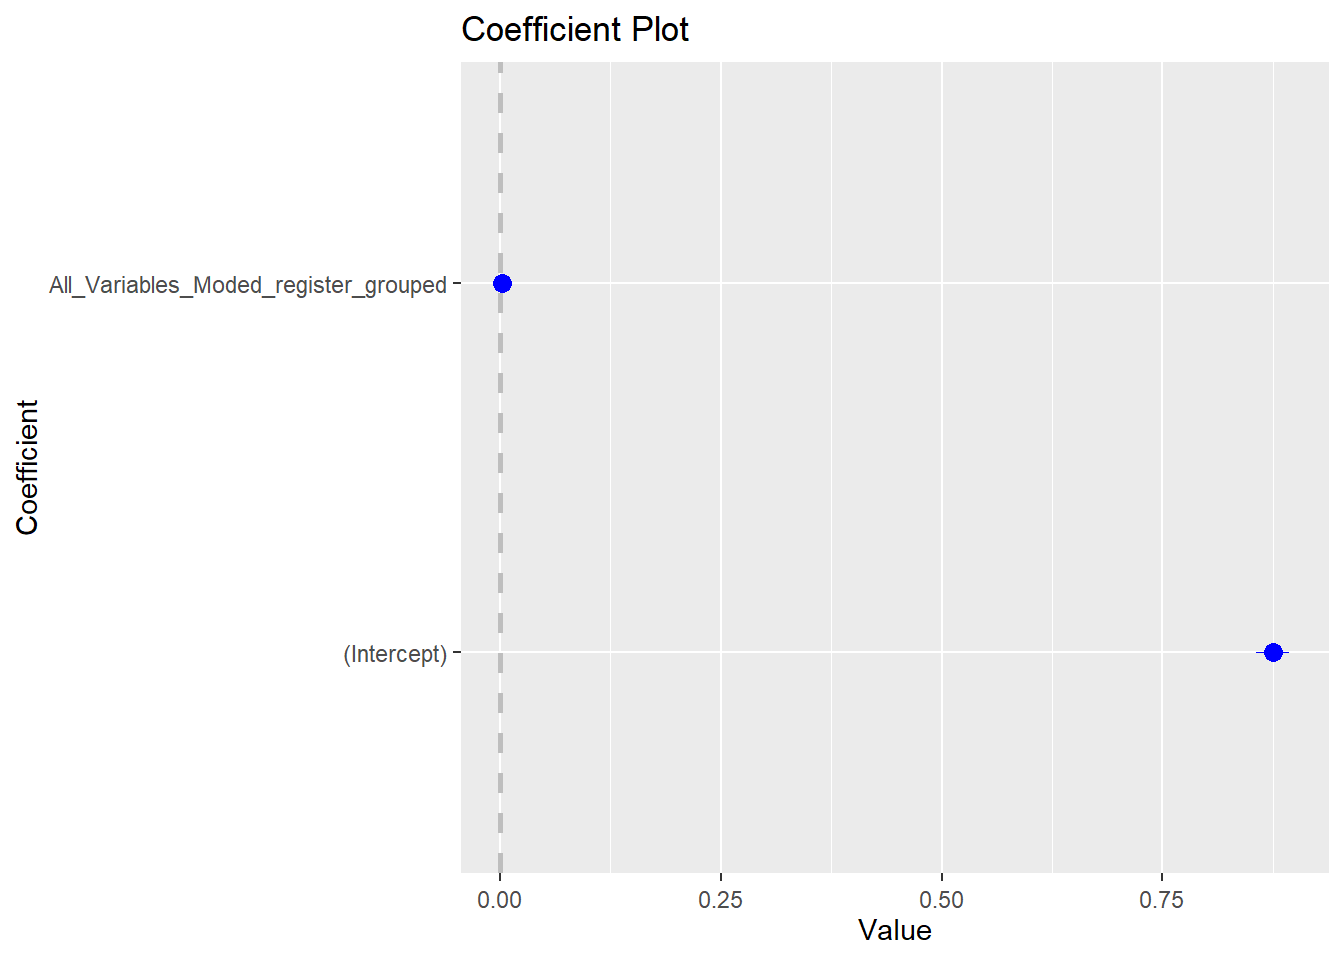 Coefficient Plot
All_Variables_Moded_register_grouped
Coefficient
(Intercept)
0.00
0.25
0.50
0.75
Value